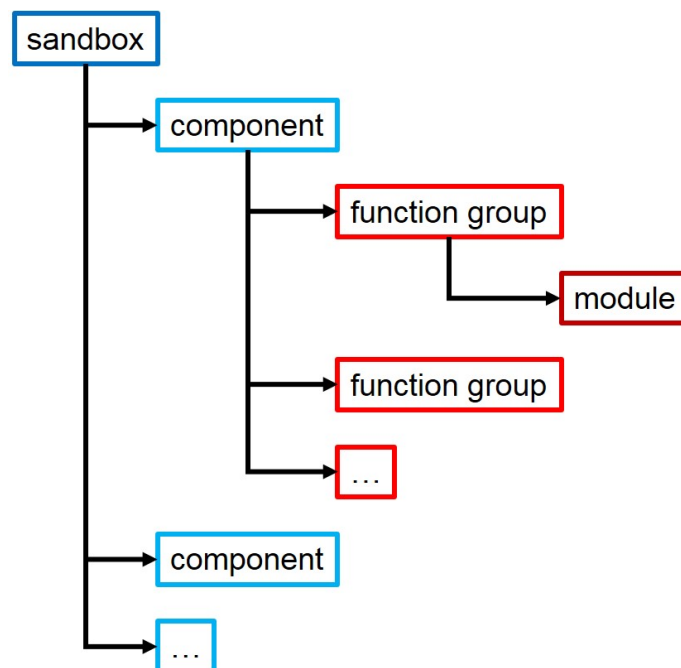 sandbox
component
function group
module
function group
...
component
...